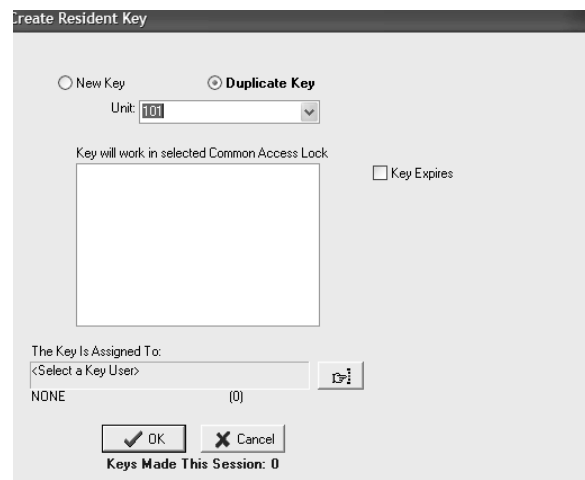 Create Resident Key
New Key Duplicate Key
Unit: 101
Key will work in selected Common Access Lock
Key Expires
The Key Is Assigned To:
<Select a Key User>
NONE (0)
OK Cancel
Keys Made This Session: 0